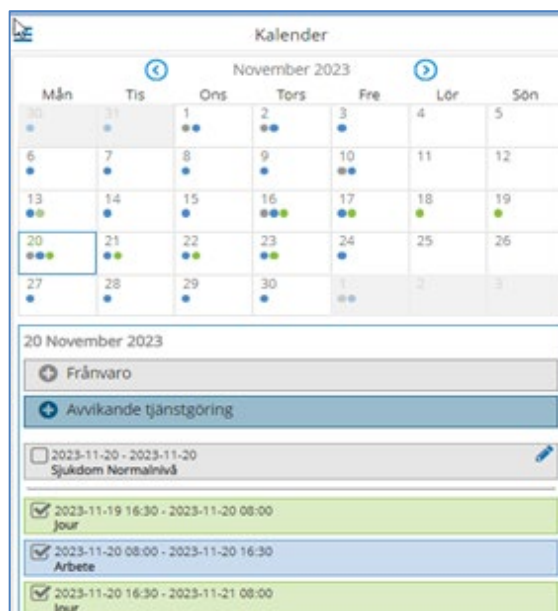 Kalender
November 2023
Mån Tis Ons Tors Fre Lör Sön
30 31 1 2 3 4 5
6 7 8 9 10 11 12
13 14 15 16 17 18 19
20 21 22 23 24 25 26
27 28 29 30 1 2 3
20 November 2023
Frånvaro
Avvikande tjänstgöring
2023-11-20 - 2023-11-20
Sjukdom Normalnivå
2023-11-19 16:30 - 2023-11-20 08:00
Jour
2023-11-20 08:00 - 2023-11-20 16:30
Arbete
2023-11-20 16:30 - 2023-11-21 08:00
Jour